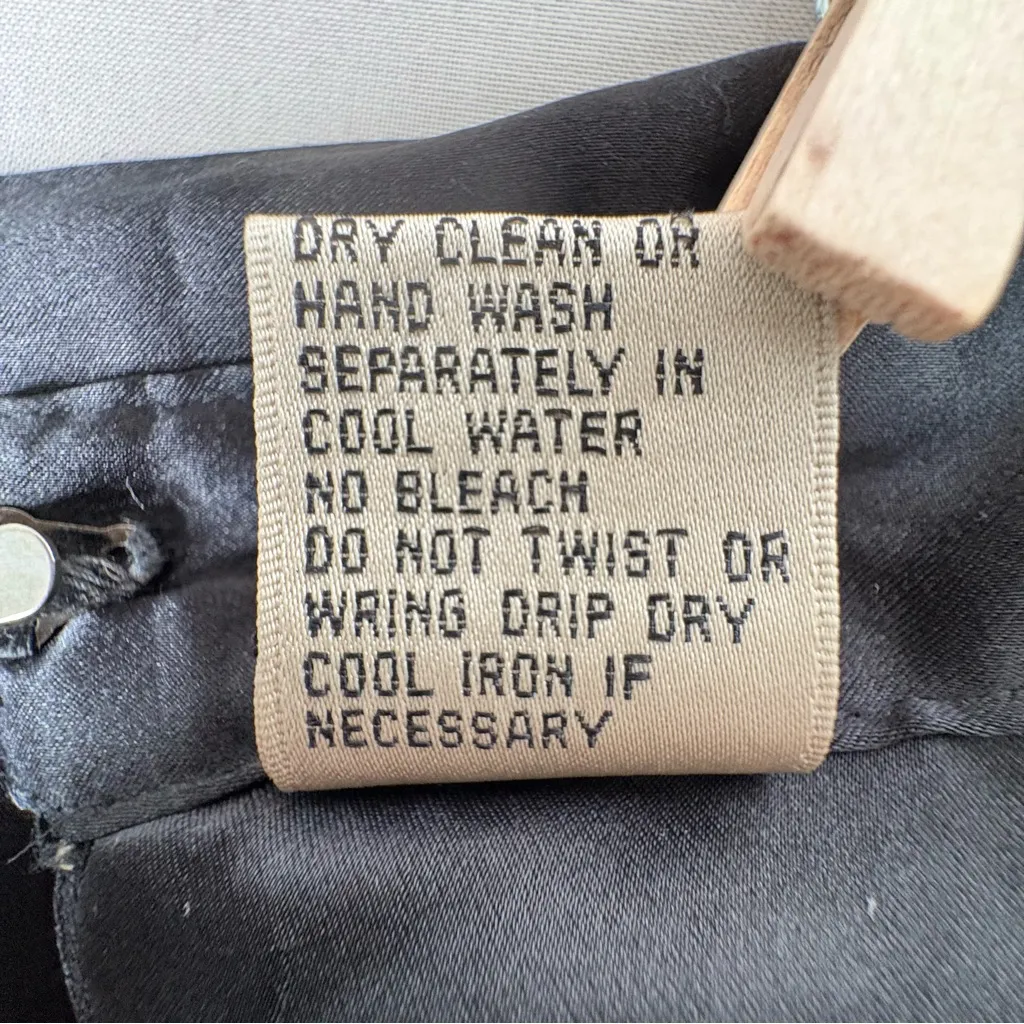 DRY CLEAN OR
HAND WASH
SEPARATELY IN
COOL WATER
NO BLEACH
DO NOT TWIST OR
WRING DRIP DRY
COOL IRON IF
NECESSARY